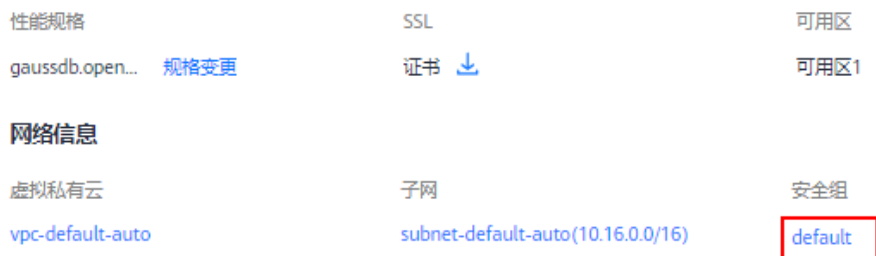 性能规格 SSL 可用区
gaussdb.open... 规格变更 证书 可用区1
网络信息
虚拟私有云 子网 安全组
vpc-default-auto subnet-default-auto(10.16.0.0/16) default